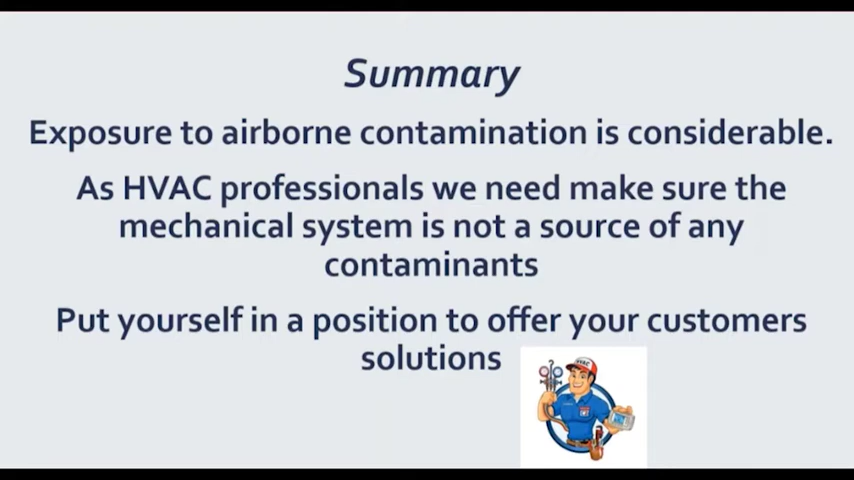 Summary
Exposure to airborne contamination is considerable.
As HVAC professionals we need make sure the
mechanical system is not a source of any
contaminants
Put yourself in a position to offer your customers
solutions
HVAC